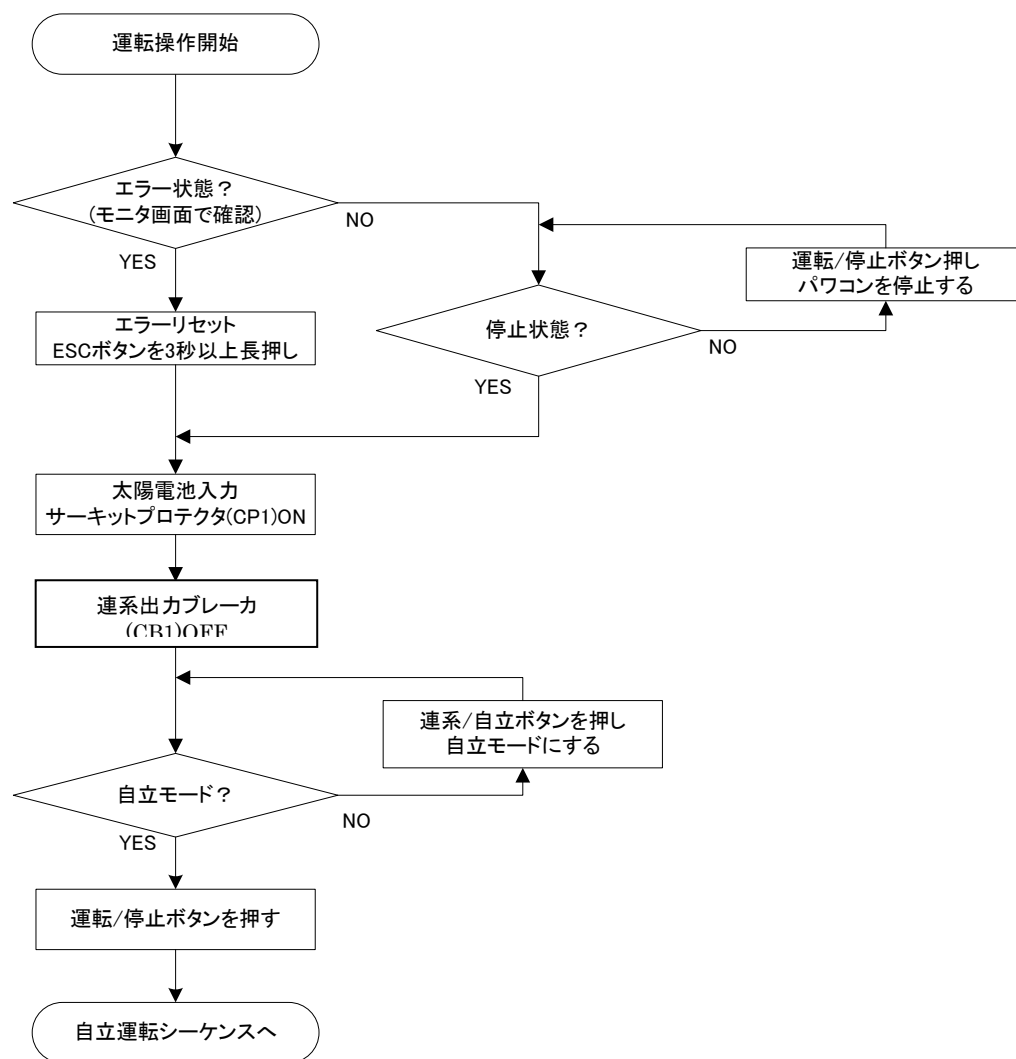 運転操作開始
エラー状態？
(モニタ画面で確認)
NO
YES
運転/停止ボタン押し
パワコンを停止する
停止状態？
NO
YES
エラーリセット
ESCボタンを3秒以上長押し
太陽電池入力
サーキットプロテクタ(CP1)ON
連系出力ブレーカ
(CB1)OFF
連系/自立ボタンを押し
自立モードにする
自立モード？
NO
YES
運転/停止ボタンを押す
自立運転シーケンスへ